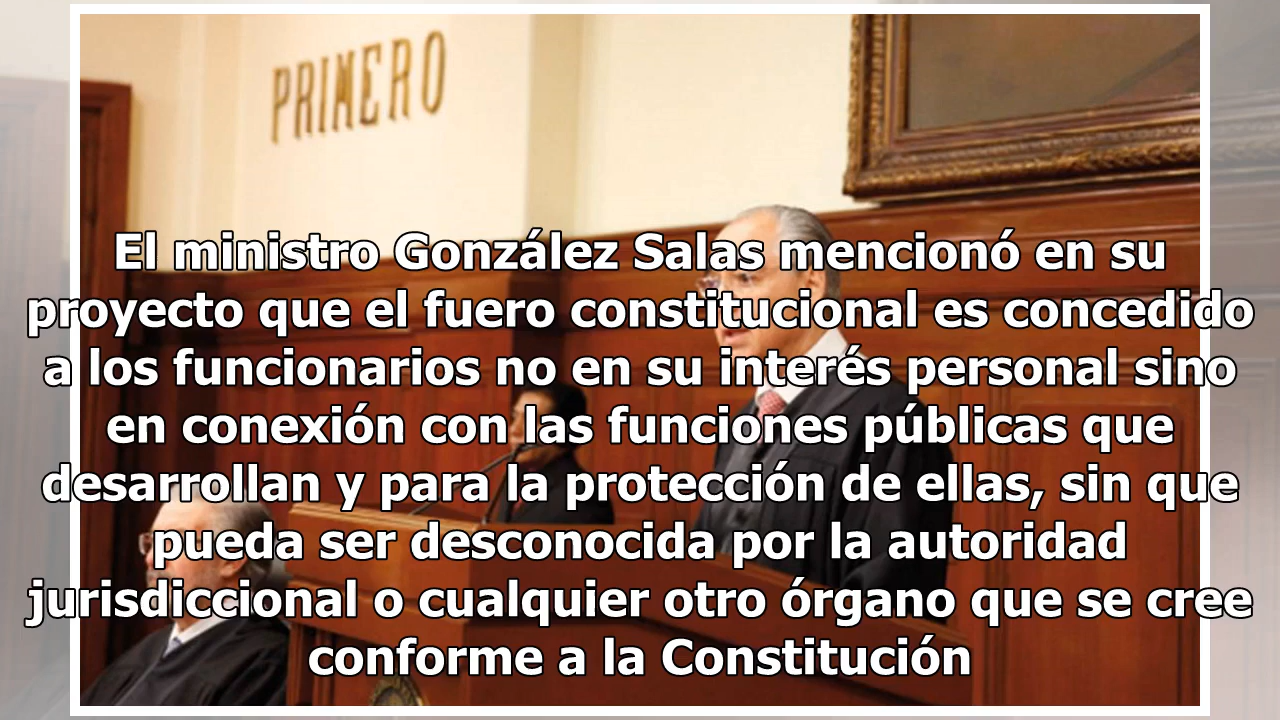 PRIMERO
El ministro González Salas mencionó en su
proyecto que el fuero constitucional es concedido
a los funcionarios no en su interés personal sino
en conexión con las funciones públicas que
desarrollan y para la protección de ellas, sin que
pueda ser desconocida por la autoridad
jurisdiccional o cualquier otro órgano que se cree
conforme a la Constitución